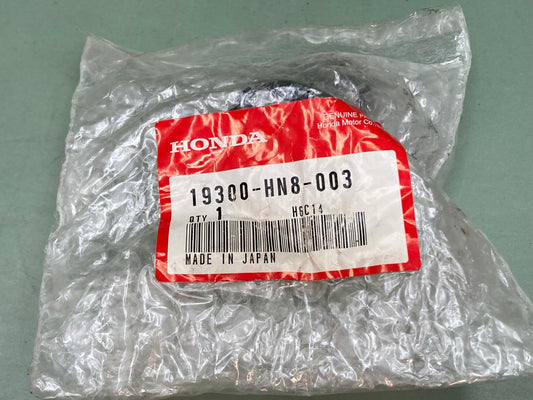 GENUINE
Honda Motor Co
HONDA
19300-HN8-003
QTY 1 H6C14
MADE IN JAPAN